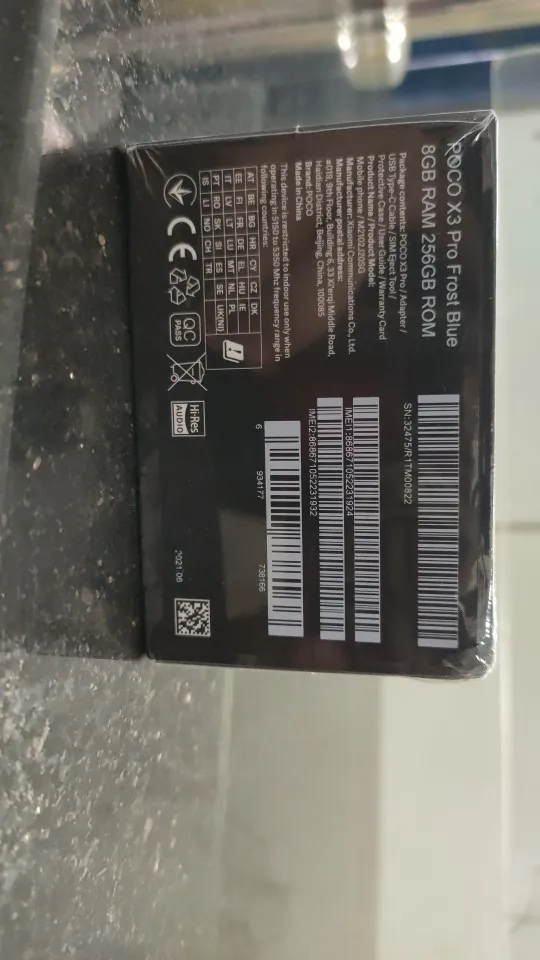 POCO X3 Pro Frost Blue
8GB RAM 256GB ROM
Package contents: POCO X3 Pro / Adapter /
USB Type-C Cable / SIM Eject Tool /
Protective Case / User Guide / Warranty Card
Product Name / Product Model:
Mobile phone / M2102J20SG
Manufacturer: Xiaomi Communications Co., Ltd.
Manufacturer postal address:
#019, 9th Floor, Building 6, 33 Xi'erqi Middle Road,
Haidian District, Beijing, China, 100085
Brand: POCO
Made in China
This device is restricted to indoor use only when
operating in 5150 to 5350 Mhz frequency range in
following countries:
AT BE BG HR CY CZ DK
EE FI FR DE EL HU IE
IT LV LT LU MT NL PL
PT RO SK SI ES SE UK(NI)
IS LI NO CH TR
CE
QC
PASS
Hi-Res
AUDIO
SN:32475/R1TM00822
IMEI1:868671052231924
IMEI2:868671052231932
6 934177 738166
2021.06